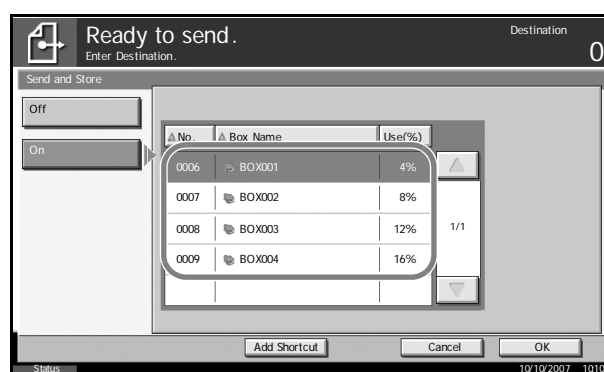 Ready to send.
Destination
Enter Destination.
0
Send and Store
Off
On
No. Box Name Use(%)
0006 BOX001 4%
0007 BOX002 8%
0008 BOX003 12%
0009 BOX004 16%
1/1
Add Shortcut Cancel OK
Status 10/10/2007 1010